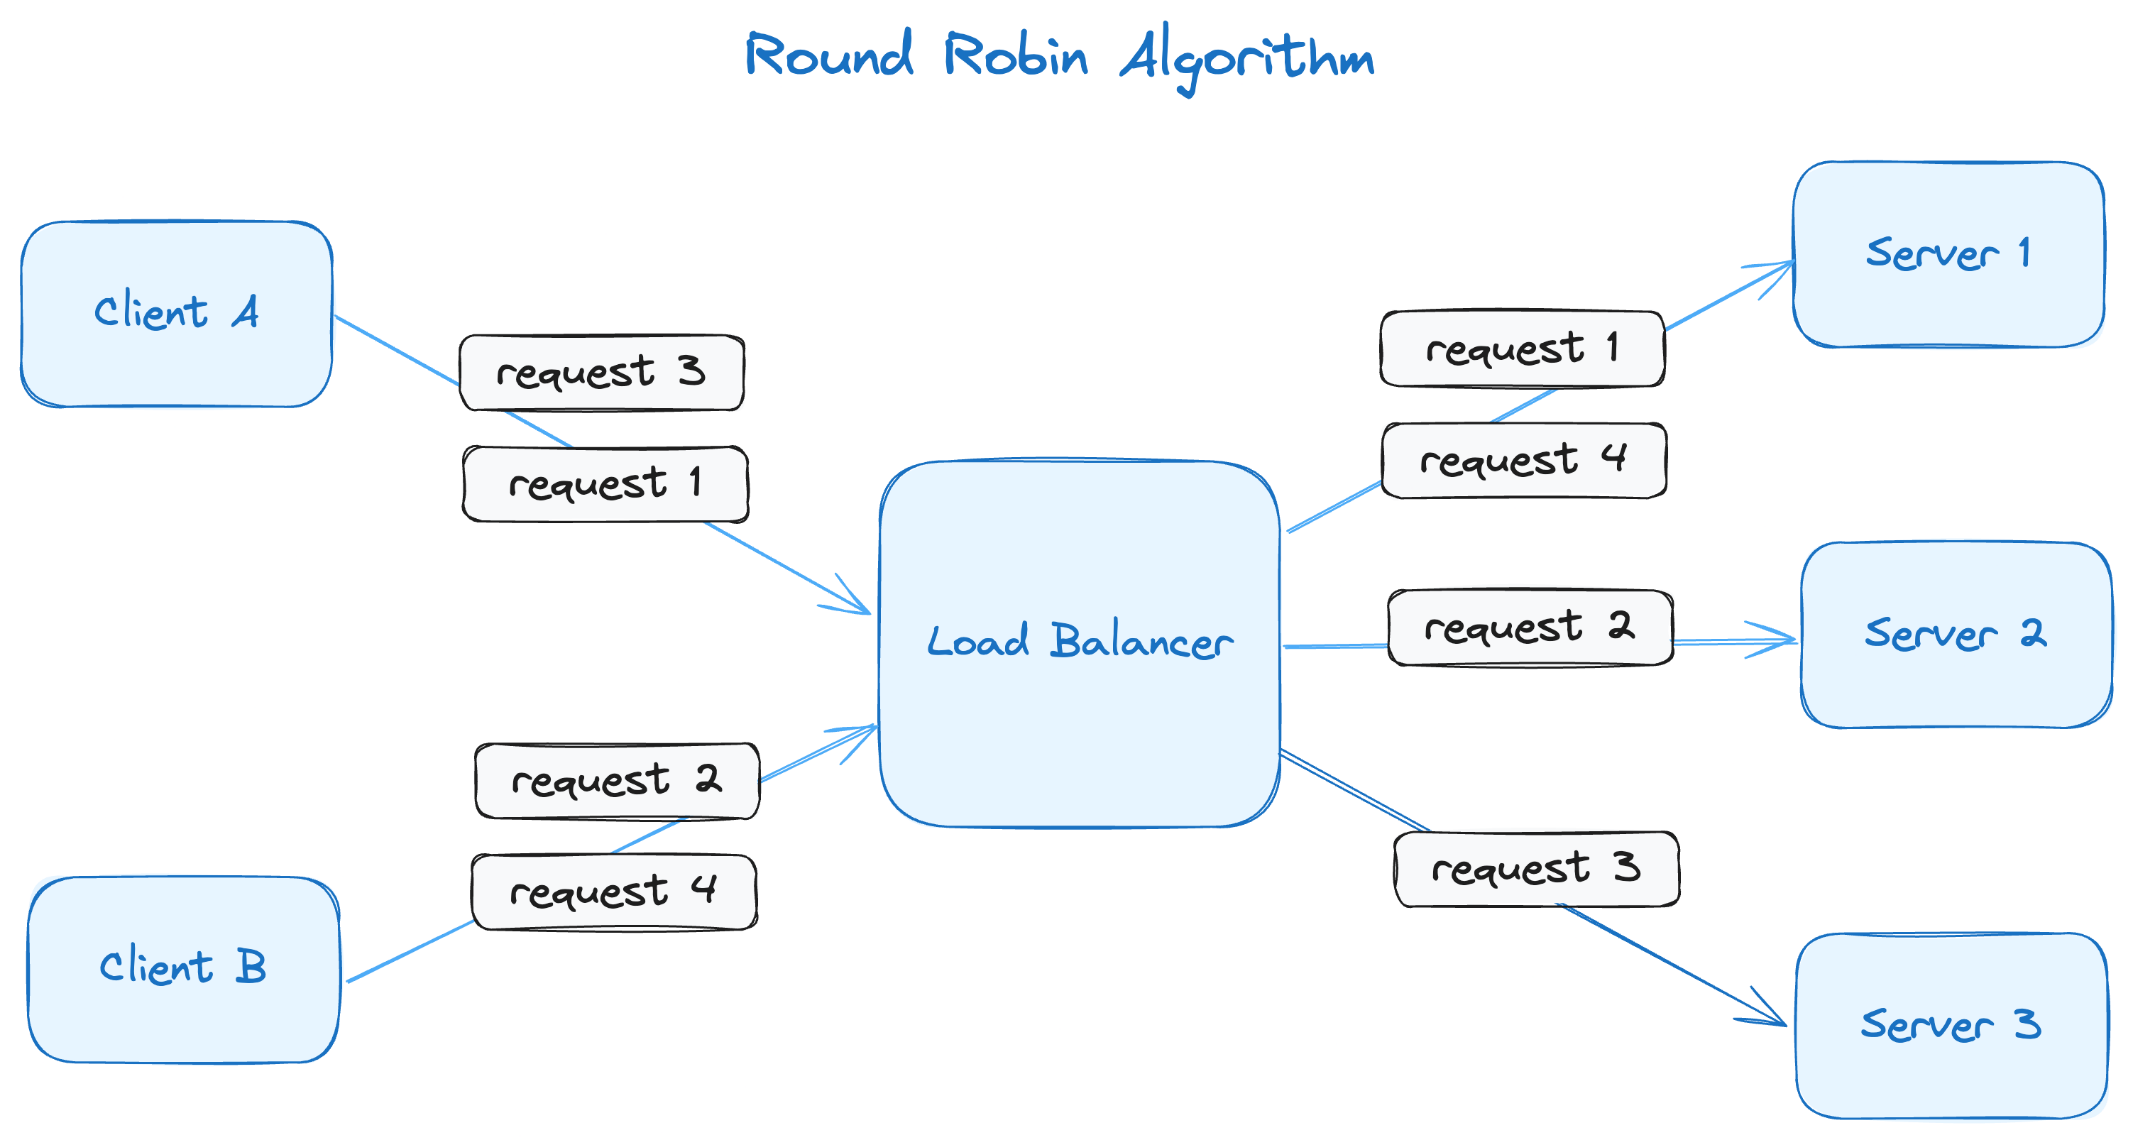 Round Robin Algorithm
Client A
request 3
request 1
Client B
request 2
request 4
Load Balancer
request 1
request 4
request 2
request 3
Server 1
Server 2
Server 3